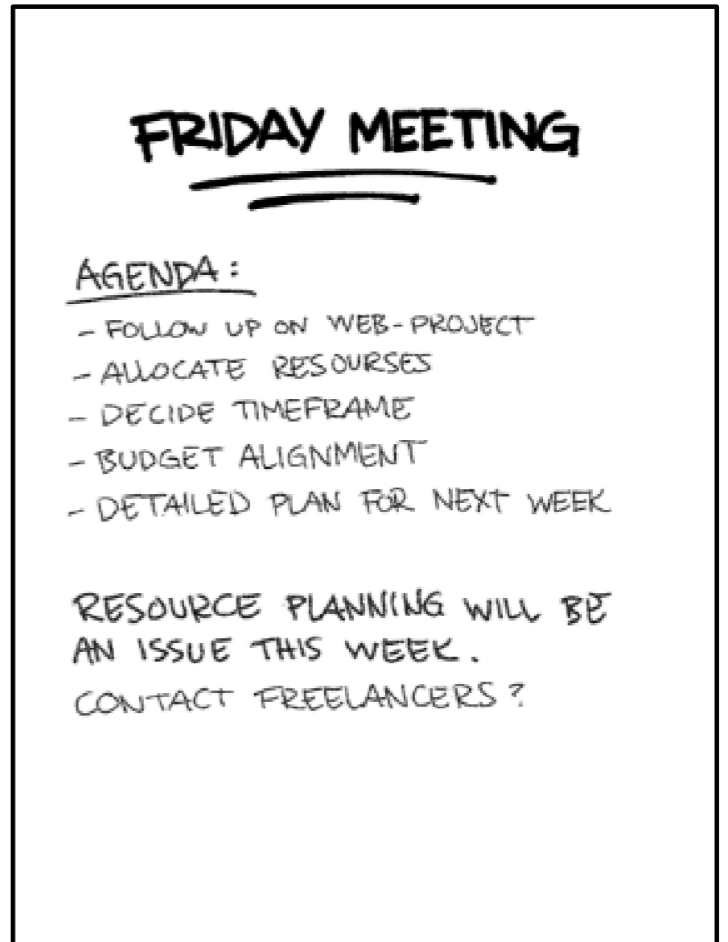 FRIDAY MEETING
AGENDA:
- FOLLOW UP ON WEB-PROJECT
- ALLOCATE RESOURSES
- DECIDE TIMEFRAME
- BUDGET ALIGNMENT
- DETAILED PLAN FOR NEXT WEEK
RESOURCE PLANNING WILL BE
AN ISSUE THIS WEEK.
CONTACT FREELANCERS?